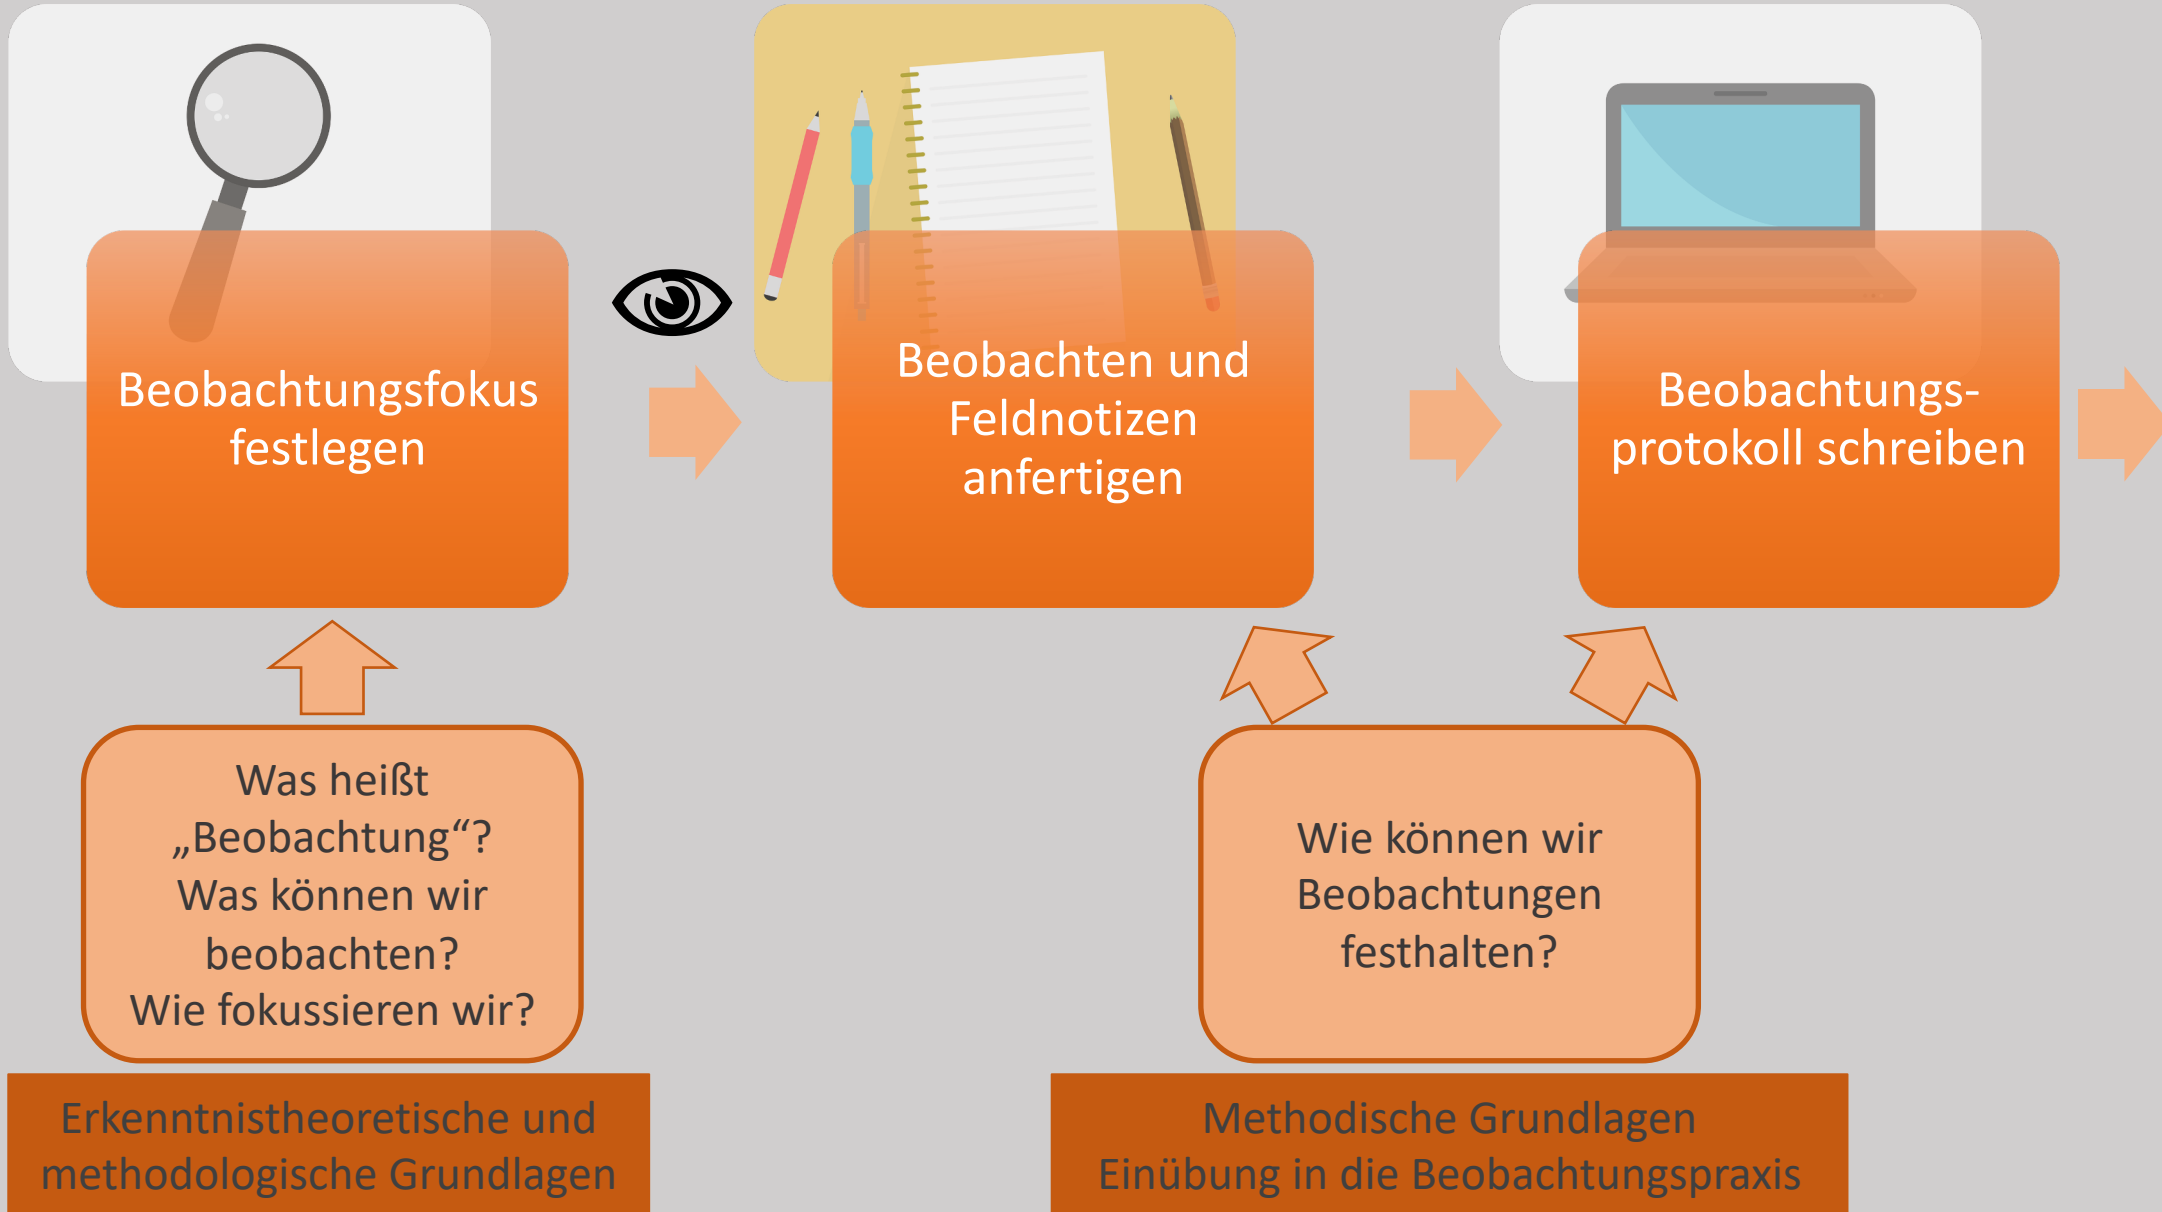 Beobachtungsfokus
festlegen
Beobachten und
Feldnotizen
anfertigen
Beobachtungs-
protokoll schreiben
Was heißt
„Beobachtung“?
Was können wir
beobachten?
Wie fokussieren wir?
Wie können wir
Beobachtungen
festhalten?
Erkenntnistheoretische und
methodologische Grundlagen
Methodische Grundlagen
Einübung in die Beobachtungspraxis